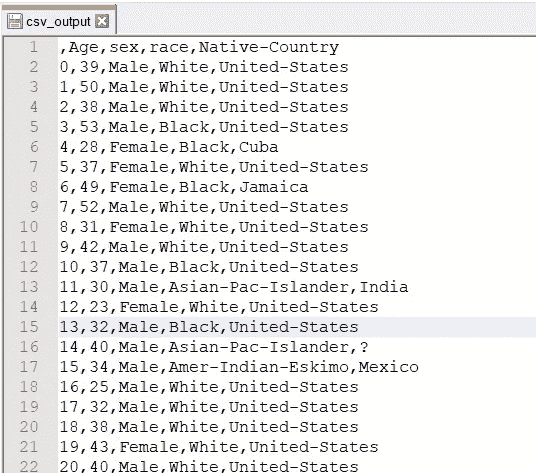 csv_output
1 ,Age,sex,race,Native-Country
2 0,39,Male,White,United-States
3 1,50,Male,White,United-States
4 2,38,Male,White,United-States
5 3,53,Male,Black,United-States
6 4,28,Female,Black,Cuba
7 5,37,Female,White,United-States
8 6,49,Female,Black,Jamaica
9 7,52,Male,White,United-States
10 8,31,Female,White,United-States
11 9,42,Male,White,United-States
12 10,37,Male,Black,United-States
13 11,30,Male,Asian-Pac-Islander,India
14 12,23,Female,White,United-States
15 13,32,Male,Black,United-States
16 14,40,Male,Asian-Pac-Islander,?
17 15,34,Male,Amer-Indian-Eskimo,Mexico
18 16,25,Male,White,United-States
19 17,32,Male,White,United-States
20 18,38,Male,White,United-States
21 19,43,Female,White,United-States
22 20,40,Male,White,United-States